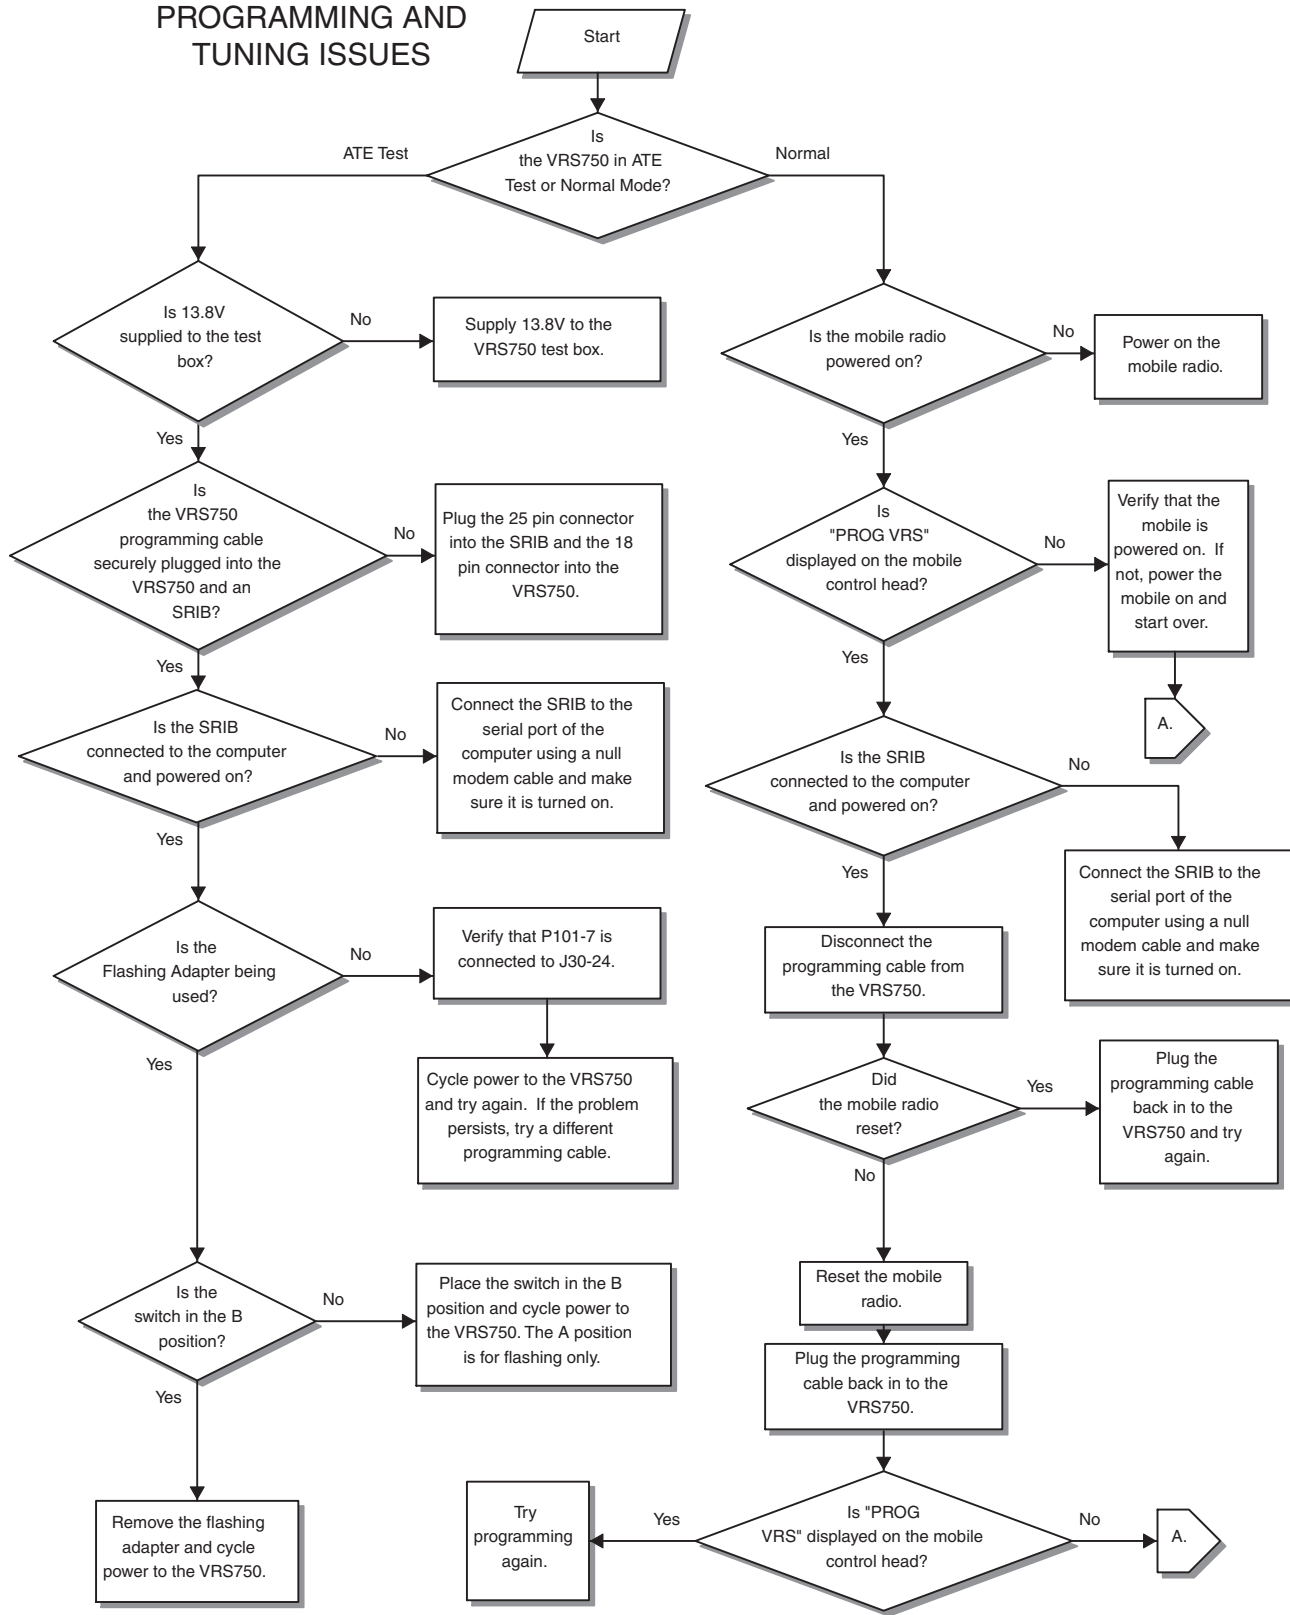 PROGRAMMING AND
TUNING ISSUES
Start
Is
the VRS750 in ATE
Test or Normal Mode?
ATE Test
Normal
Is 13.8V
supplied to the test
box?
No
Supply 13.8V to the
VRS750 test box.
Yes
Is
the VRS750
programming cable
securely plugged into the
VRS750 and an
SRIB?
No
Plug the 25 pin connector
into the SRIB and the 18
pin connector into the
VRS750.
Yes
Is the SRIB
connected to the computer
and powered on?
No
Connect the SRIB to the
serial port of the
computer using a null
modem cable and make
sure it is turned on.
Yes
Is the
Flashing Adapter being
used?
No
Verify that P101-7 is
connected to J30-24.
Cycle power to the VRS750
and try again. If the problem
persists, try a different
programming cable.
Yes
Is the
switch in the B
position?
No
Place the switch in the B
position and cycle power to
the VRS750. The A position
is for flashing only.
Yes
Remove the flashing
adapter and cycle
power to the VRS750.
Is the mobile radio
powered on?
No
Power on the
mobile radio.
Yes
Is
"PROG VRS"
displayed on the mobile
control head?
No
Verify that the
mobile is
powered on. If
not, power the
mobile on and
start over.
A.
Yes
Is the SRIB
connected to the computer
and powered on?
No
Connect the SRIB to the
serial port of the
computer using a null
modem cable and make
sure it is turned on.
Yes
Disconnect the
programming cable from
the VRS750.
Did
the mobile radio
reset?
Yes
Plug the
programming cable
back in to the
VRS750 and try
again.
No
Reset the mobile
radio.
Plug the programming
cable back in to the
VRS750.
Is "PROG
VRS" displayed on the mobile
control head?
Yes
Try
programming
again.
No
A.